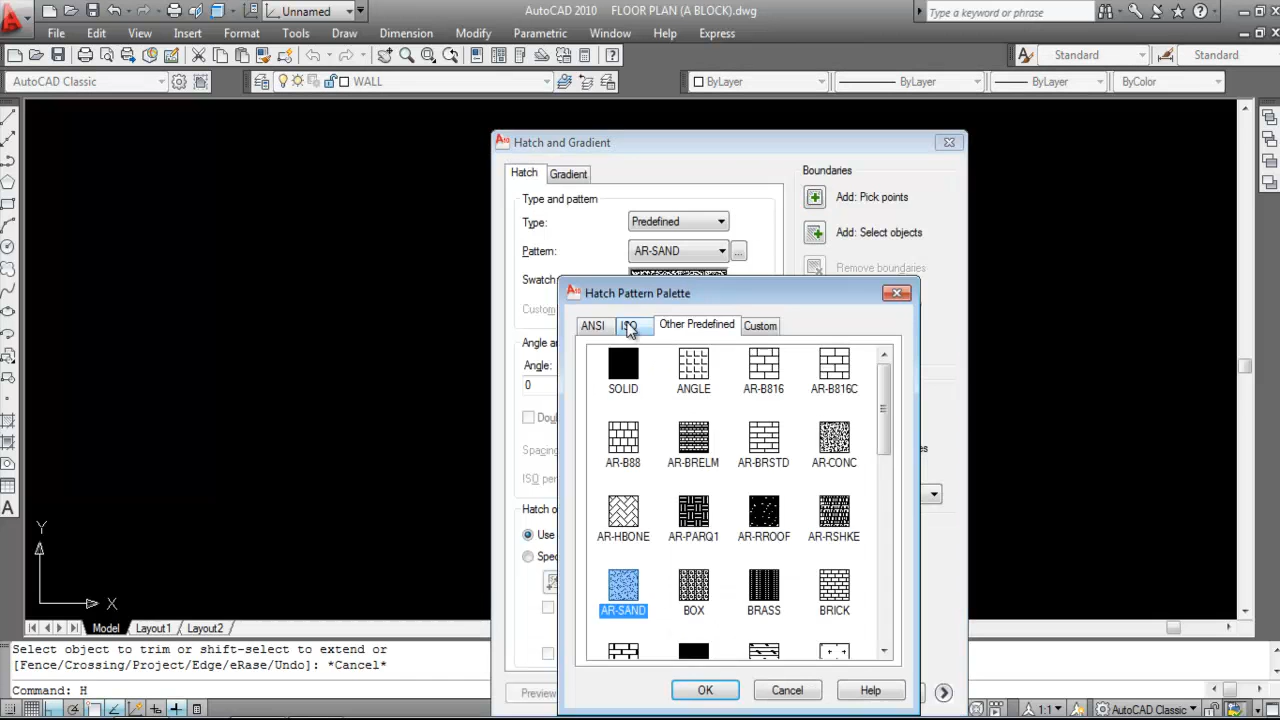 Unnamed
AutoCAD 2010 FLOOR PLAN (A BLOCK).dwg
Type a keyword or phrase
File Edit View Insert Format Tools Draw Dimension Modify Parametric Window Help Express
Standard
Standard
AutoCAD Classic
WALL
ByLayer
ByLayer
ByLayer
ByColor
Hatch and Gradient
Hatch Gradient
Boundaries
Type and pattern
Add: Pick points
Type:
Predefined
Add: Select objects
Pattern:
AR-SAND
...
Remove boundaries
Swatch:
Hatch Pattern Palette
Custom
ANSI ISO Other Predefined Custom
Angle:
0
SOLID ANGLE AR-B816 AR-B816C
AR-B88 AR-BRELM AR-BRSTD AR-CONC
Spacing
AR-HBONE AR-PARQ1 AR-RROOF AR-RSHKE
Use
AR-SAND BOX BRASS BRICK
Y
X
Model Layout1 Layout2
Select object to trim or shift-select to extend or
[Fence/Crossing/Project/Edge/eRase/Undo]: *Cancel*
Command: H
Preview
OK Cancel Help
A
1:1
AutoCAD Classic